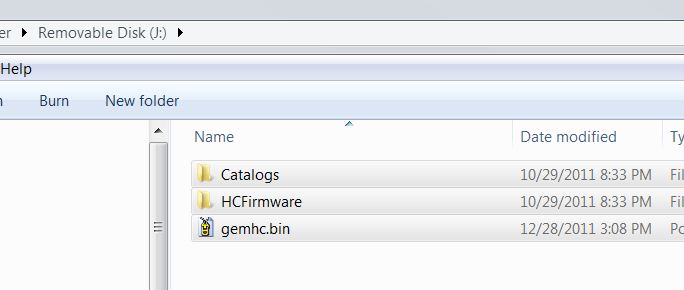 er ▶ Removable Disk (J:) ▶
Help
n Burn New folder
Name Date modified Ty
Catalogs 10/29/2011 8:33 PM Fil
HCFirmware 10/29/2011 8:33 PM Fil
gemhc.bin 12/28/2011 3:08 PM Po